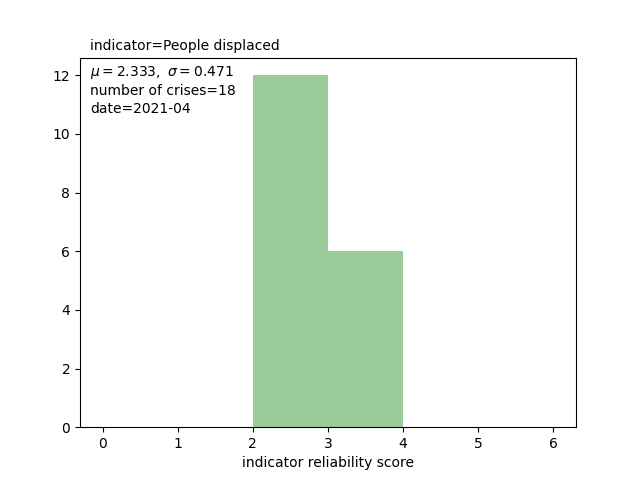 indicator=People displaced
μ = 2.333, σ = 0.471
number of crises=18
date=2021-04
12
10
8
6
4
2
0
0 1 2 3 4 5 6
indicator reliability score